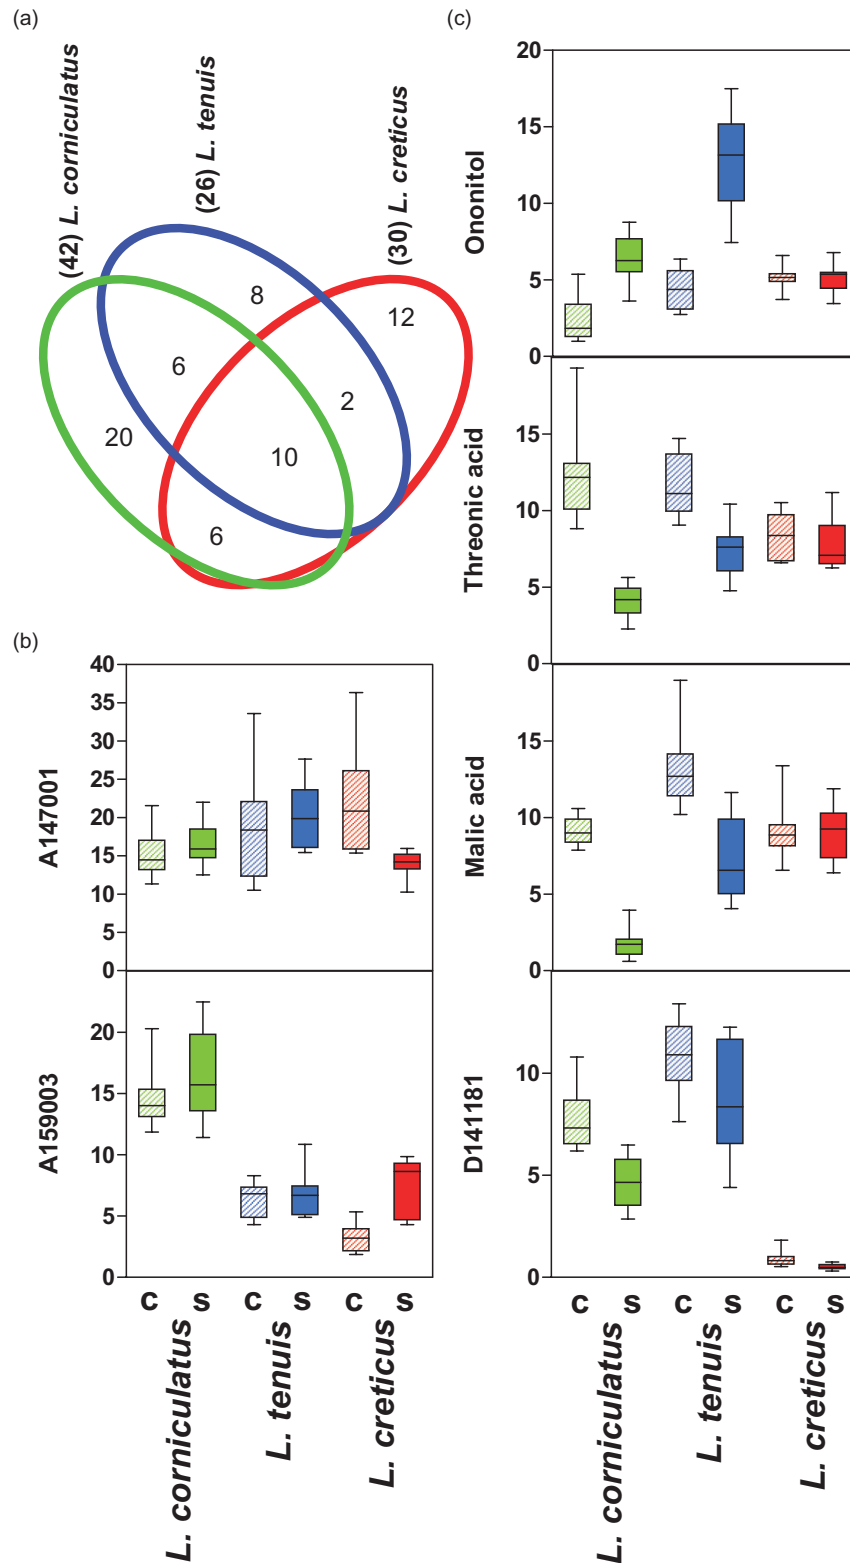 (a)
(42) L. corniculatus
(26) L. tenuis
(30) L. creticus
8
12
6
2
20
10
6
(b)
A147001
40
35
30
25
20
15
10
5
0
A159003
20
15
10
5
0
c s c s c s
L. corniculatus
L. tenuis
L. creticus
(c)
Ononitol
20
15
10
5
0
Threonic acid
15
10
5
0
Malic acid
15
10
5
0
D141181
10
5
0
c s c s c s
L. corniculatus
L. tenuis
L. creticus